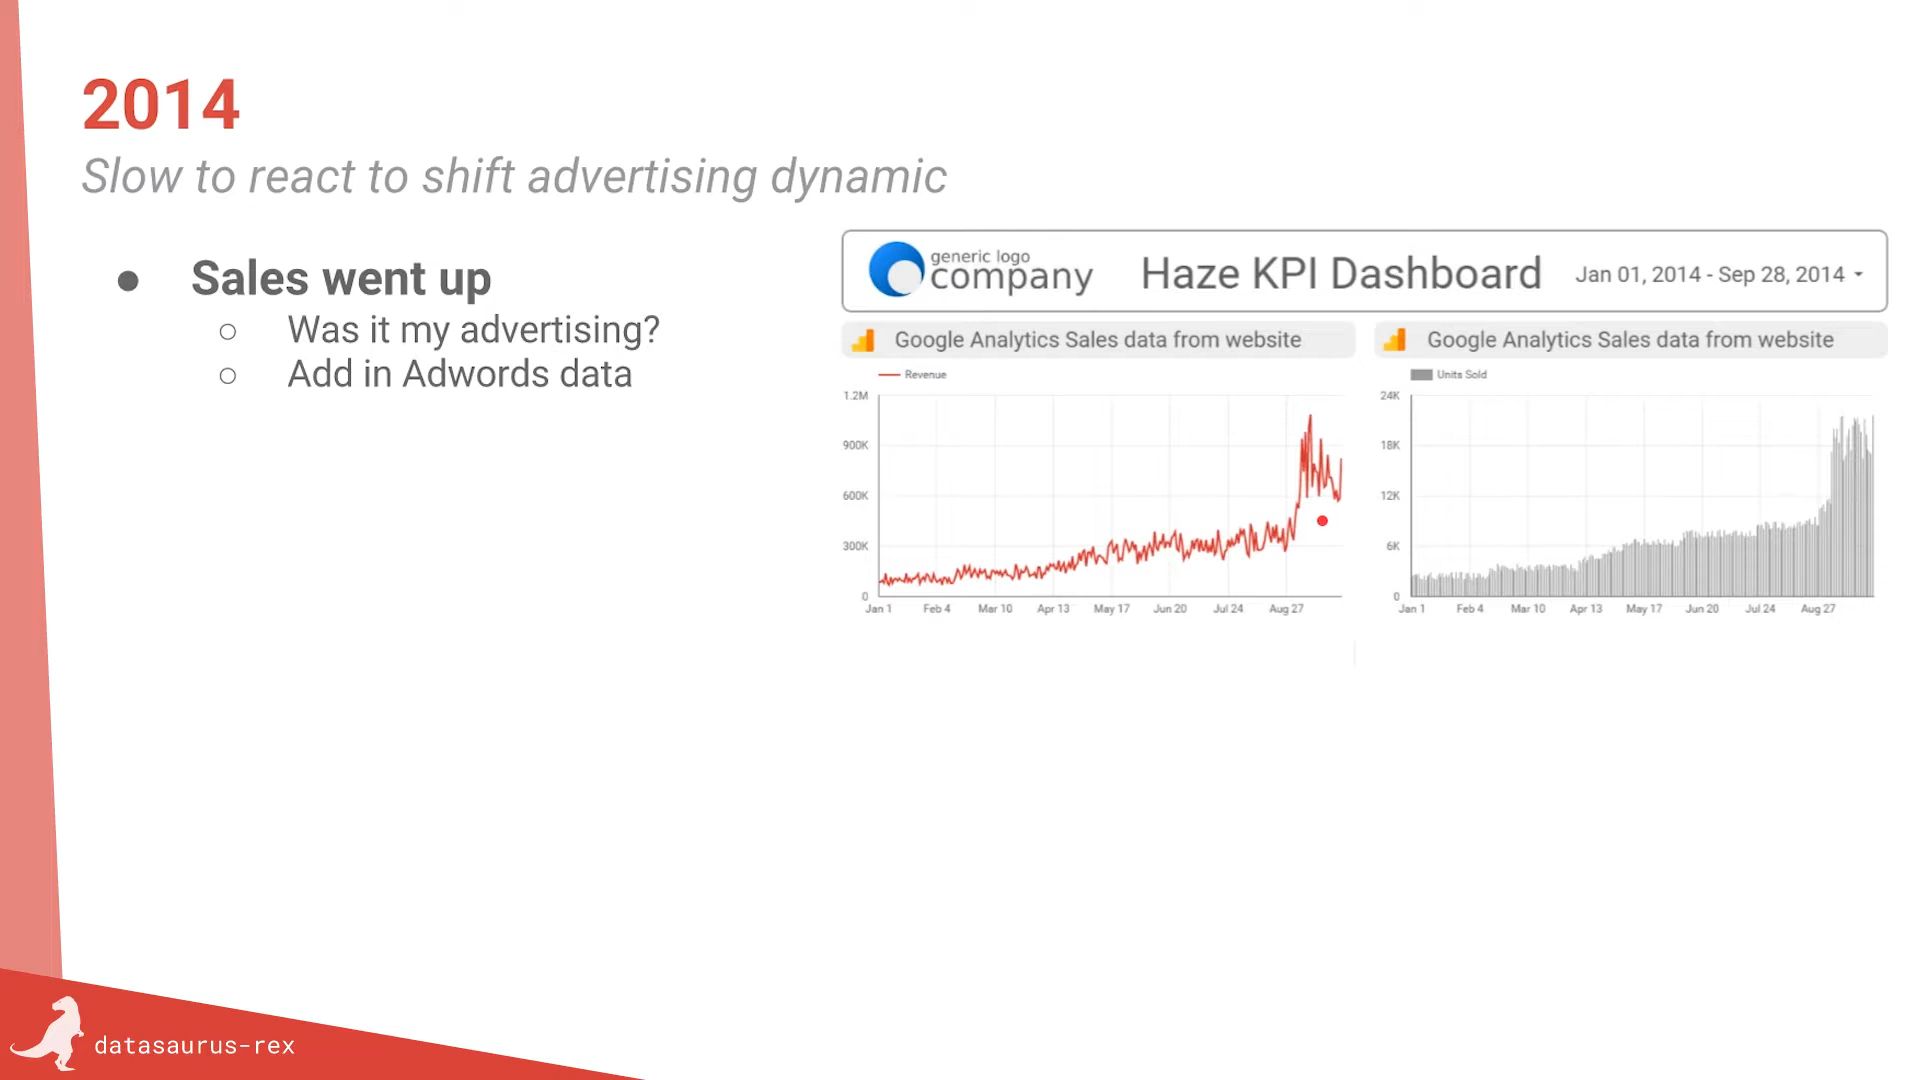 2014
Slow to react to shift advertising dynamic
● Sales went up
○ Was it my advertising?
○ Add in Adwords data
generic logo
company
Haze KPI Dashboard
Jan 01, 2014 - Sep 28, 2014
Google Analytics Sales data from website
Revenue
1.2M
900K
600K
300K
0
Jan 1 Feb 4 Mar 10 Apr 13 May 17 Jun 20 Jul 24 Aug 27
Google Analytics Sales data from website
Units Sold
24K
18K
12K
6K
0
Jan 1 Feb 4 Mar 10 Apr 13 May 17 Jun 20 Jul 24 Aug 27
datasaurus-rex